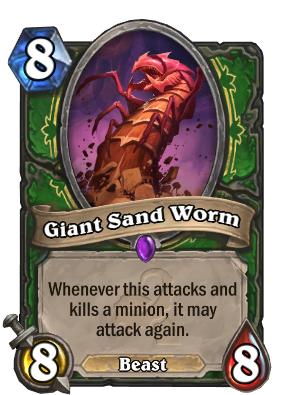 8
Giant Sand Worm
Whenever this attacks and
kills a minion, it may
attack again.
8
Beast
8